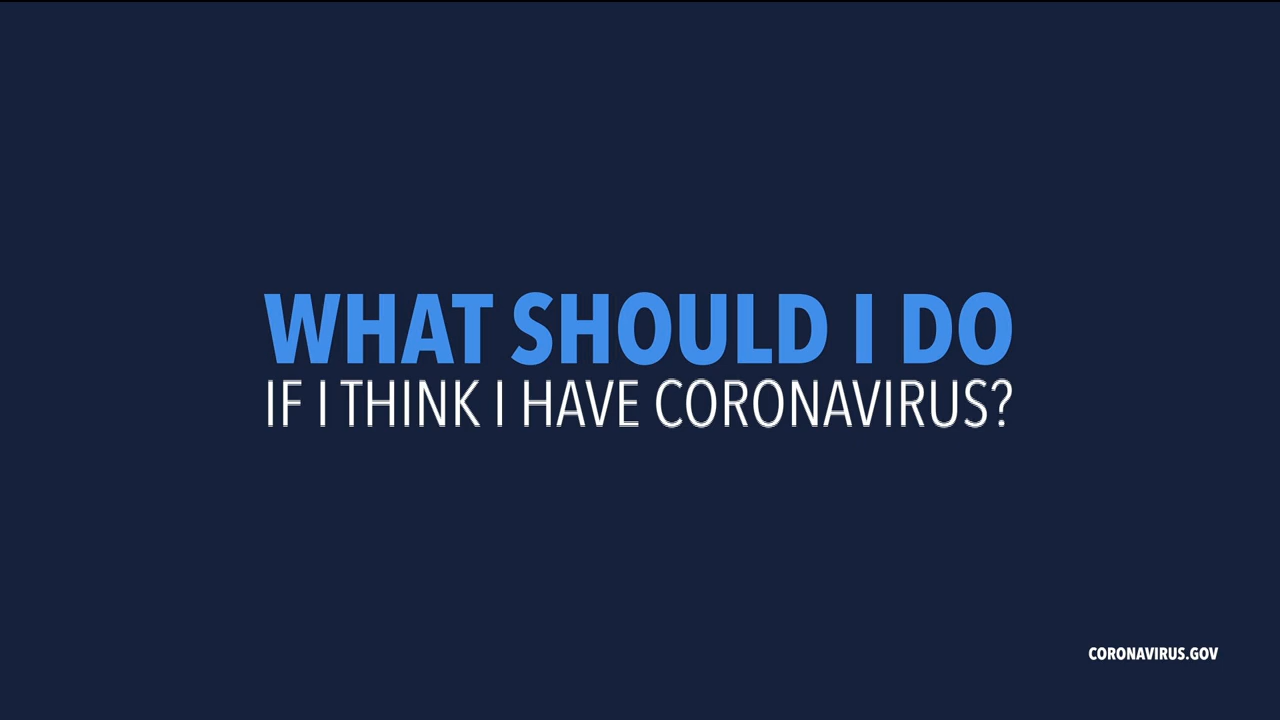 WHAT SHOULD I DO
IF I THINK I HAVE CORONAVIRUS?
CORONAVIRUS.GOV